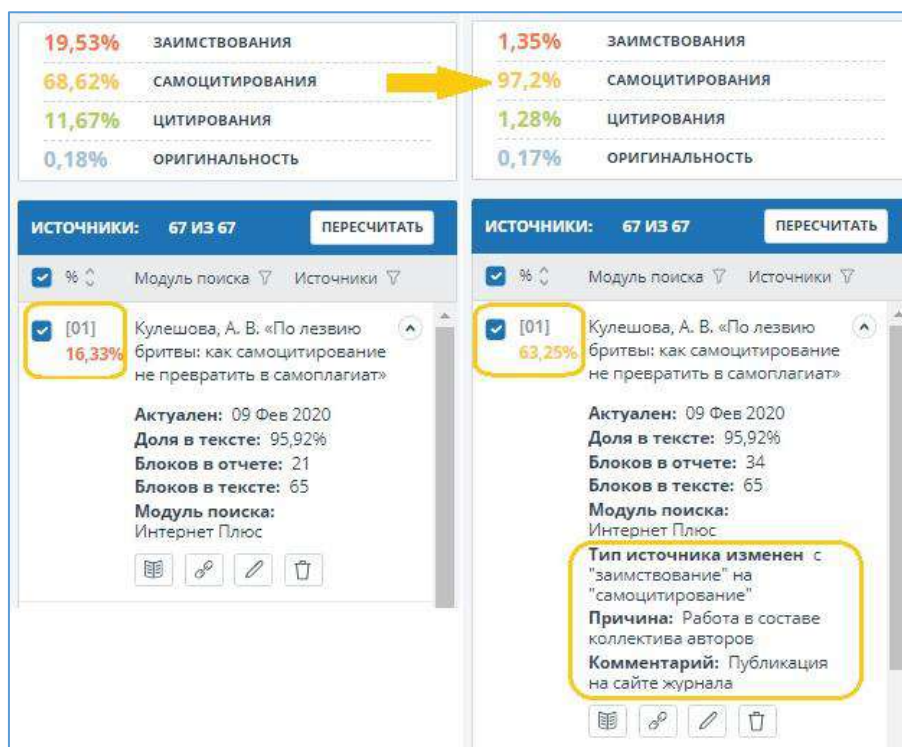 19,53% ЗАИМСТВОВАНИЯ
68,62% САМОЦИТИРОВАНИЯ
11,67% ЦИТИРОВАНИЯ
0,18% ОРИГИНАЛЬНОСТЬ
ИСТОЧНИКИ: 67 ИЗ 67 ПЕРЕСЧИТАТЬ
% Модуль поиска Источники
[01] Кулешова, А. В. «По лезвию
16,33% бритвы: как самоцитирование
не превратить в самоплагиат»
Актуален: 09 Фев 2020
Доля в тексте: 95,92%
Блоков в отчете: 21
Блоков в тексте: 65
Модуль поиска:
Интернет Плюс
1,35% ЗАИМСТВОВАНИЯ
97,2% САМОЦИТИРОВАНИЯ
1,28% ЦИТИРОВАНИЯ
0,17% ОРИГИНАЛЬНОСТЬ
ИСТОЧНИКИ: 67 ИЗ 67 ПЕРЕСЧИТАТЬ
% Модуль поиска Источники
[01] Кулешова, А. В. «По лезвию
63,25% бритвы: как самоцитирование
не превратить в самоплагиат»
Актуален: 09 Фев 2020
Доля в тексте: 95,92%
Блоков в отчете: 34
Блоков в тексте: 65
Модуль поиска:
Интернет Плюс
Тип источника изменен с
"заимствование" на
"самоцитирование"
Причина: Работа в составе
коллектива авторов
Комментарий: Публикация
на сайте журнала